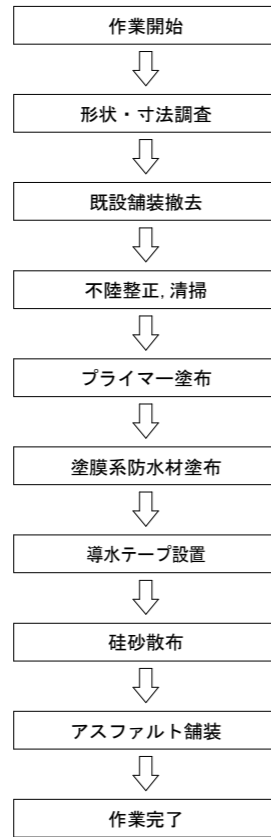 作業開始
形状・寸法調査
既設舗装撤去
不陸整正, 清掃
プライマー塗布
塗膜系防水材塗布
導水テープ設置
硅砂散布
アスファルト舗装
作業完了